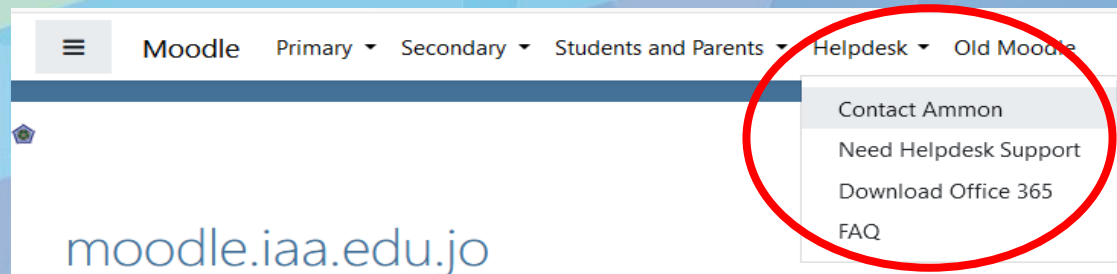 Moodle Primary Secondary Students and Parents Helpdesk Old Moodle
Contact Ammon
Need Helpdesk Support
Download Office 365
FAQ
moodle.iaa.edu.jo